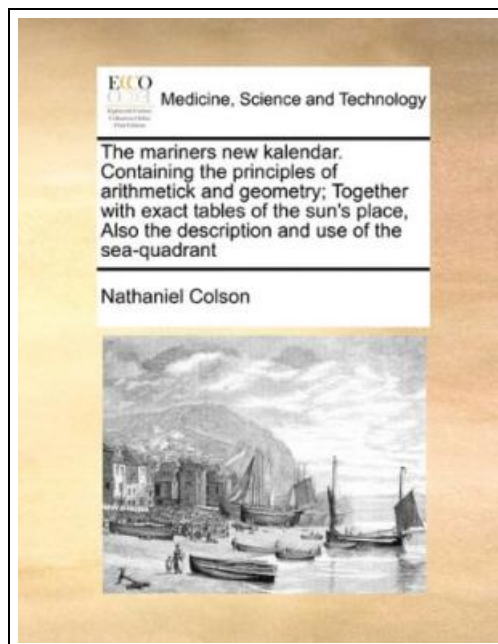 ECCO
Medicine, Science and Technology
The mariners new kalendar.
Containing the principles of
arithmetick and geometry; Together
with exact tables of the sun's place,
Also the description and use of the
sea-quadrant
Nathaniel Colson